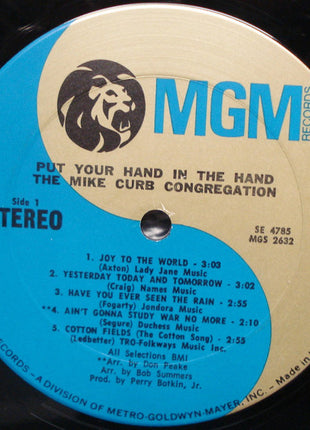 MGM
RECORDS
PUT YOUR HAND IN THE HAND
THE MIKE CURB CONGREGATION
Side 1
TEREO
SE 4785
MGS 2632
1. JOY TO THE WORLD - 3:03
(Axton) Lady Jane Music
2. YESTERDAY TODAY AND TOMORROW - 3:02
(Craig) Names Music
3. HAVE YOU EVER SEEN THE RAIN - 2:55
(Fogarty) Jondora Music
**4. AIN'T GONNA STUDY WAR NO MORE - 2:10
(Segure) Duchess Music
5. COTTON FIELDS (The Cotton Song) - 2:55
(Ledbetter) TRO-Folkways Music Inc.
All Selections BMI
**Arr. by Don Peake
Arr. by Bob Summers
Prod. by Perry Botkin, Jr.
RECORDS - A DIVISION OF METRO-GOLDWYN-MAYER, INC. - Made in U